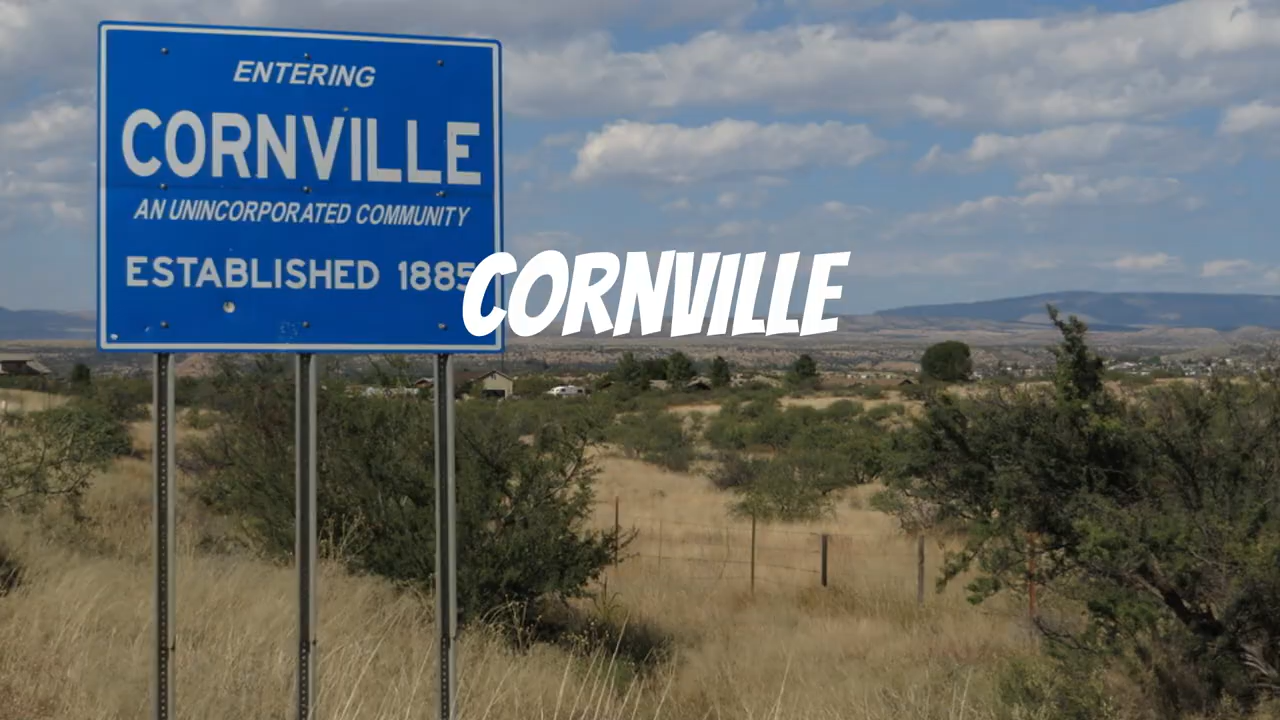 ENTERING
CORNVILLE
AN UNINCORPORATED COMMUNITY
ESTABLISHED 1885
CORNVILLE